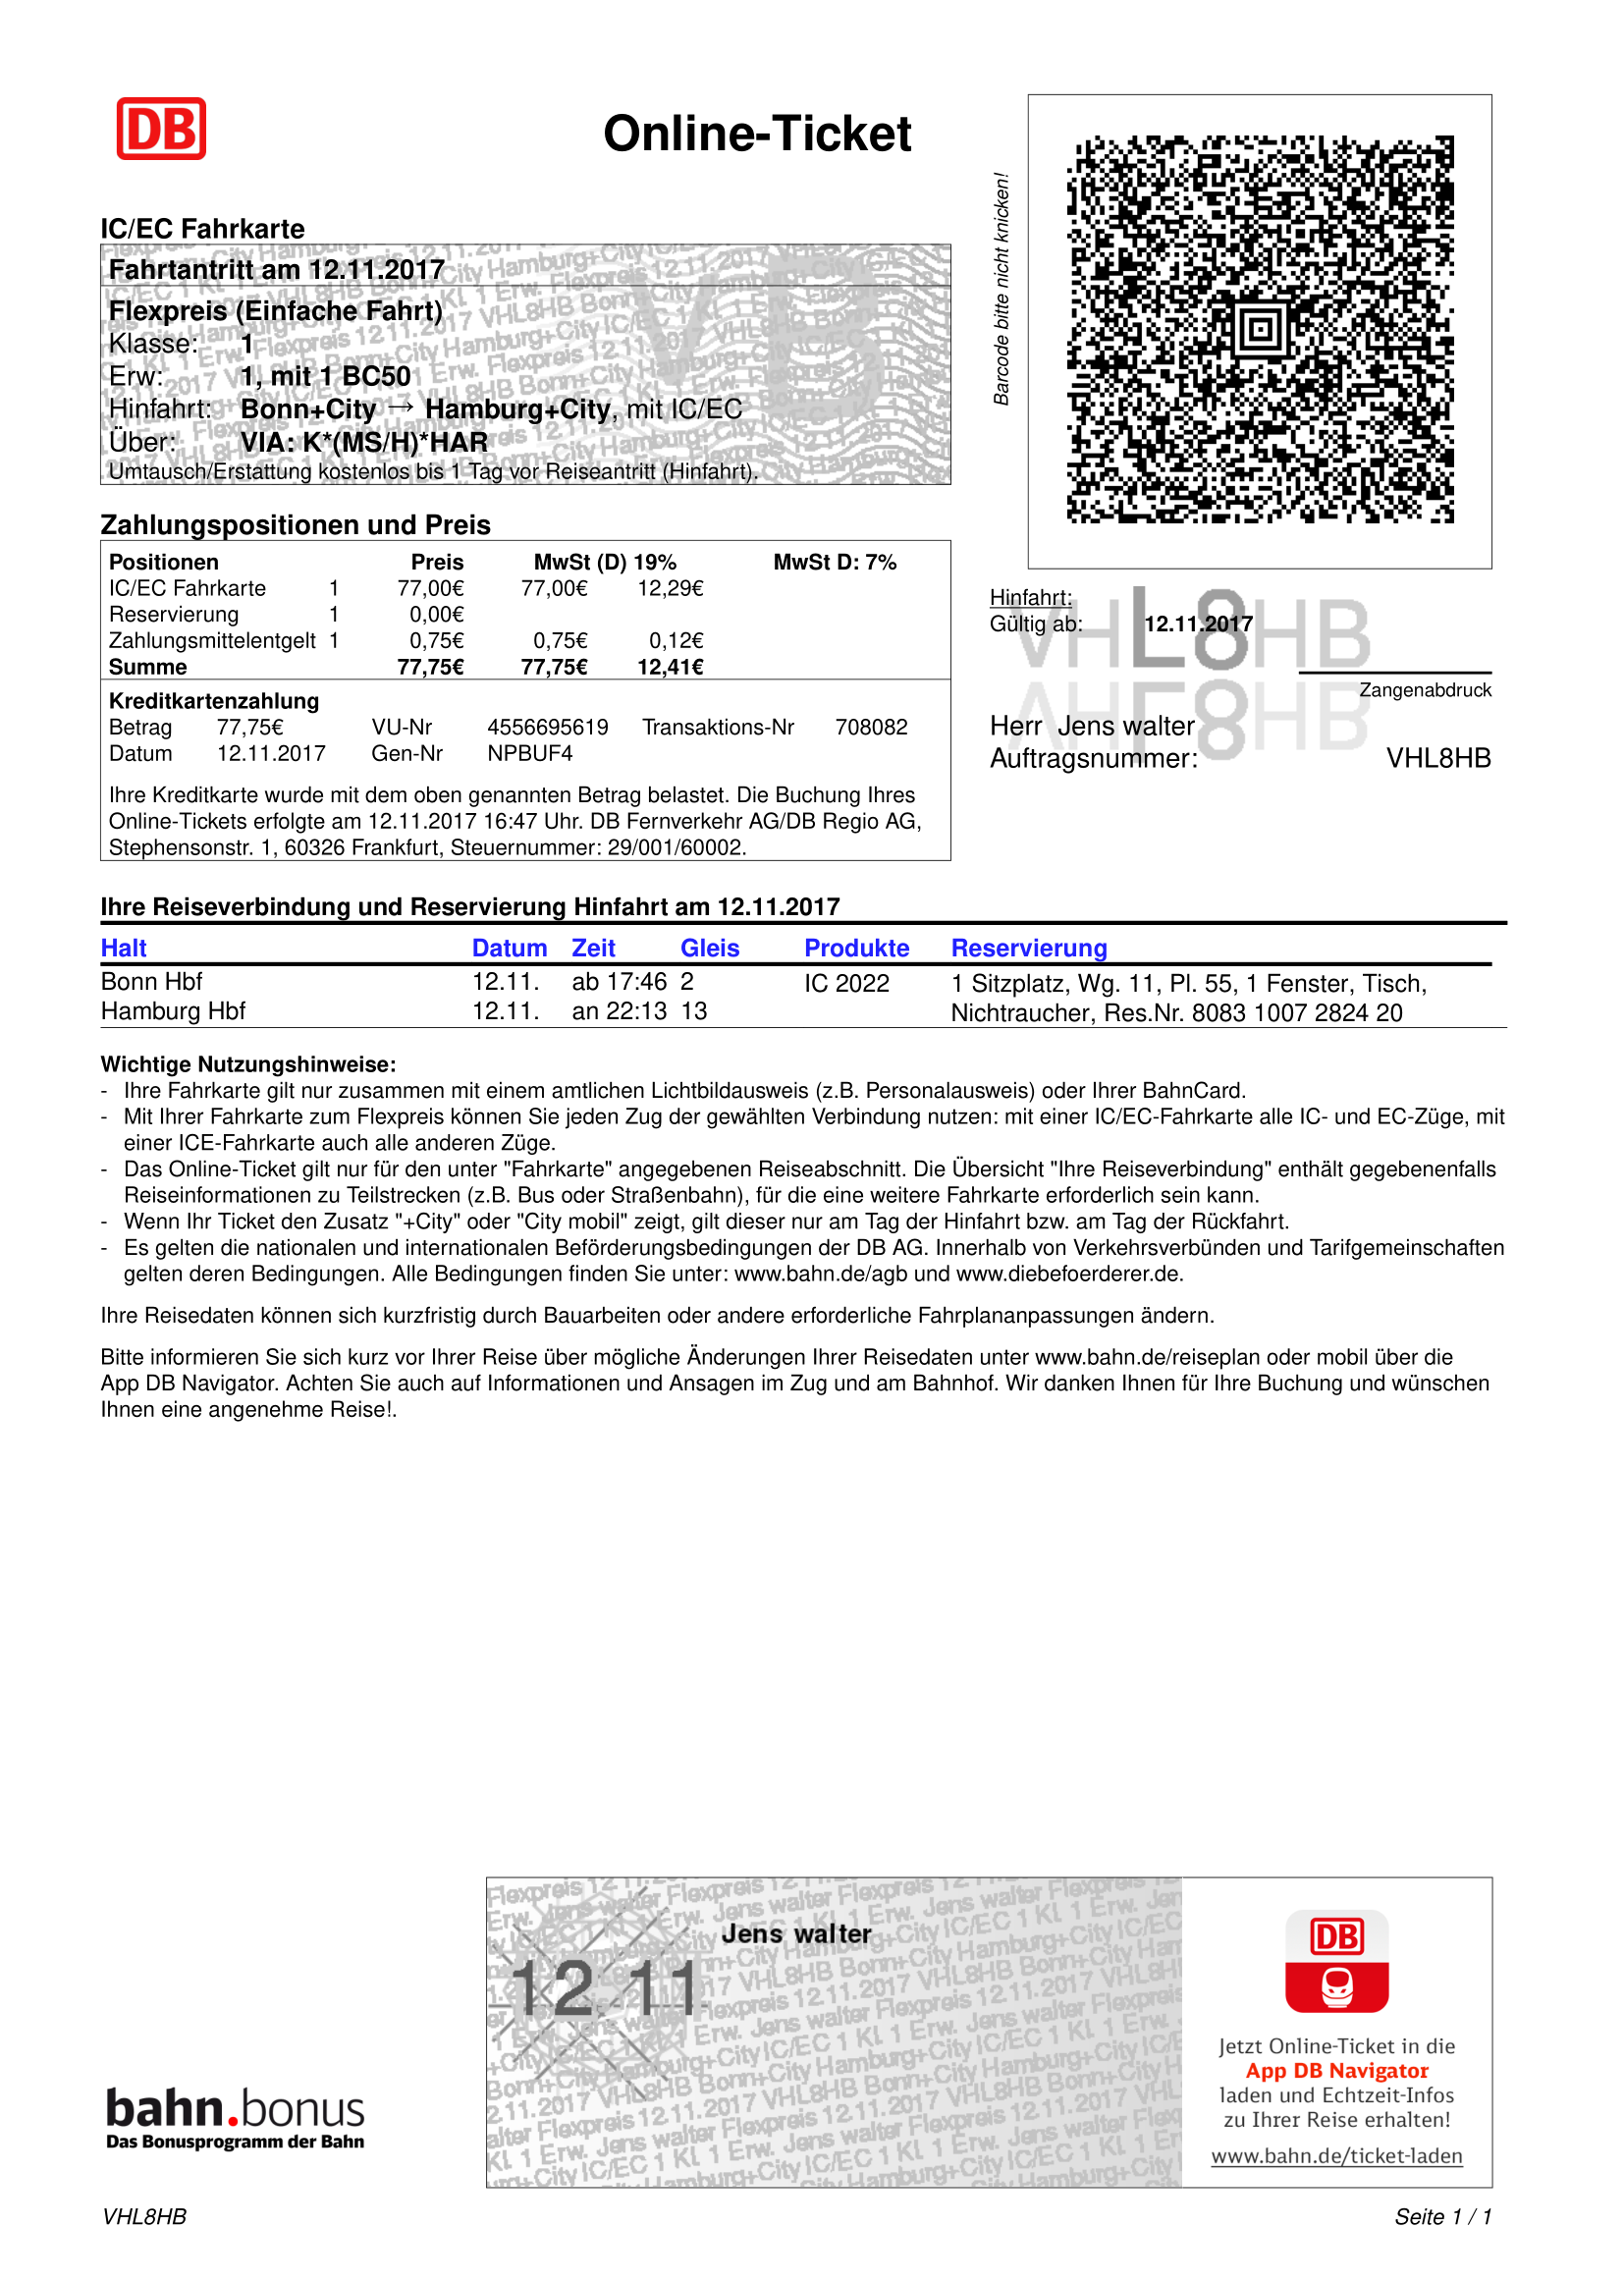 DB
Online-Ticket
Barcode bitte nicht knicken!
IC/EC Fahrkarte
Fahrtantritt am 12.11.2017
Flexpreis (Einfache Fahrt)
Klasse: 1
Erw: 1, mit 1 BC50
Hinfahrt: Bonn+City → Hamburg+City, mit IC/EC
Über: VIA: K*(MS/H)*HAR
Umtausch/Erstattung kostenlos bis 1 Tag vor Reiseantritt (Hinfahrt).
Zahlungspositionen und Preis
Positionen Preis MwSt (D) 19% MwSt D: 7%
IC/EC Fahrkarte 1 77,00€ 77,00€ 12,29€
Reservierung 1 0,00€
Zahlungsmittelentgelt 1 0,75€ 0,75€ 0,12€
Summe 77,75€ 77,75€ 12,41€
Kreditkartenzahlung
Betrag 77,75€ VU-Nr 4556695619 Transaktions-Nr 708082
Datum 12.11.2017 Gen-Nr NPBUF4
Ihre Kreditkarte wurde mit dem oben genannten Betrag belastet. Die Buchung Ihres
Online-Tickets erfolgte am 12.11.2017 16:47 Uhr. DB Fernverkehr AG/DB Regio AG,
Stephensonstr. 1, 60326 Frankfurt, Steuernummer: 29/001/60002.
Hinfahrt:
Gültig ab: 12.11.2017
VHL8HB
Zangenabdruck
Herr Jens walter
Auftragsnummer: VHL8HB
Ihre Reiseverbindung und Reservierung Hinfahrt am 12.11.2017
Halt Datum Zeit Gleis Produkte Reservierung
Bonn Hbf 12.11. ab 17:46 2 IC 2022 1 Sitzplatz, Wg. 11, Pl. 55, 1 Fenster, Tisch,
Hamburg Hbf 12.11. an 22:13 13 Nichtraucher, Res.Nr. 8083 1007 2824 20
Wichtige Nutzungshinweise:
- Ihre Fahrkarte gilt nur zusammen mit einem amtlichen Lichtbildausweis (z.B. Personalausweis) oder Ihrer BahnCard.
- Mit Ihrer Fahrkarte zum Flexpreis können Sie jeden Zug der gewählten Verbindung nutzen: mit einer IC/EC-Fahrkarte alle IC- und EC-Züge, mit
einer ICE-Fahrkarte auch alle anderen Züge.
- Das Online-Ticket gilt nur für den unter "Fahrkarte" angegebenen Reiseabschnitt. Die Übersicht "Ihre Reiseverbindung" enthält gegebenenfalls
Reiseinformationen zu Teilstrecken (z.B. Bus oder Straßenbahn), für die eine weitere Fahrkarte erforderlich sein kann.
- Wenn Ihr Ticket den Zusatz "+City" oder "City mobil" zeigt, gilt dieser nur am Tag der Hinfahrt bzw. am Tag der Rückfahrt.
- Es gelten die nationalen und internationalen Beförderungsbedingungen der DB AG. Innerhalb von Verkehrsverbünden und Tarifgemeinschaften
gelten deren Bedingungen. Alle Bedingungen finden Sie unter: www.bahn.de/agb und www.diebefoerderer.de.
Ihre Reisedaten können sich kurzfristig durch Bauarbeiten oder andere erforderliche Fahrplananpassungen ändern.
Bitte informieren Sie sich kurz vor Ihrer Reise über mögliche Änderungen Ihrer Reisedaten unter www.bahn.de/reiseplan oder mobil über die
App DB Navigator. Achten Sie auch auf Informationen und Ansagen im Zug und am Bahnhof. Wir danken Ihnen für Ihre Buchung und wünschen
Ihnen eine angenehme Reise!.
Jens walter
12 11
DB
Jetzt Online-Ticket in die
App DB Navigator
laden und Echtzeit-Infos
zu Ihrer Reise erhalten!
www.bahn.de/ticket-laden
bahn.bonus
Das Bonusprogramm der Bahn
VHL8HB
Seite 1 / 1